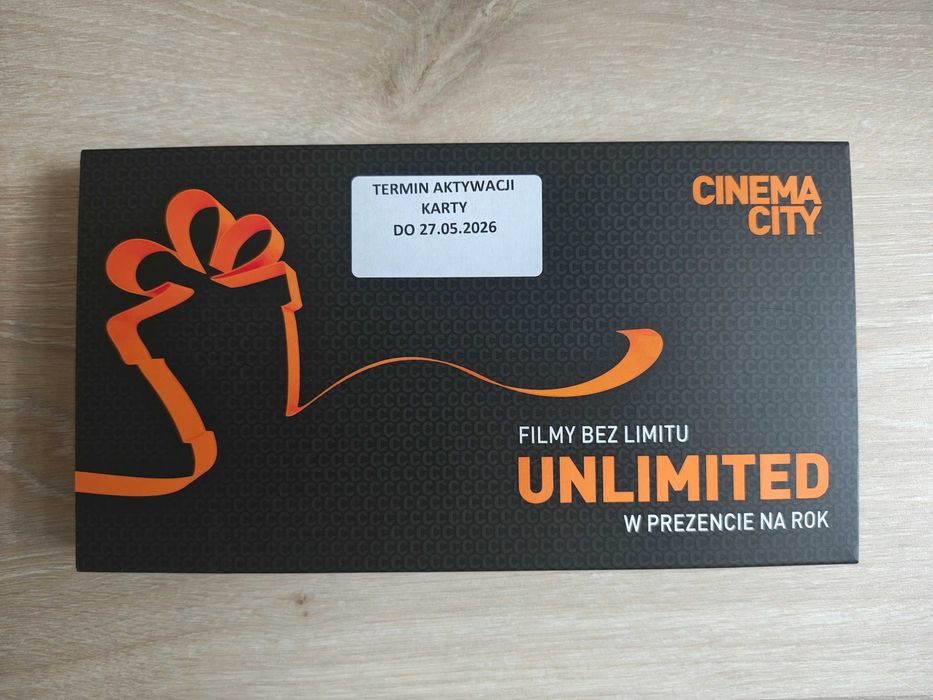 TERMIN AKTYWACJI
KARTY
DO 27.05.2026
CINEMA
CITY
FILMY BEZ LIMITU
UNLIMITED
W PREZENCIE NA ROK